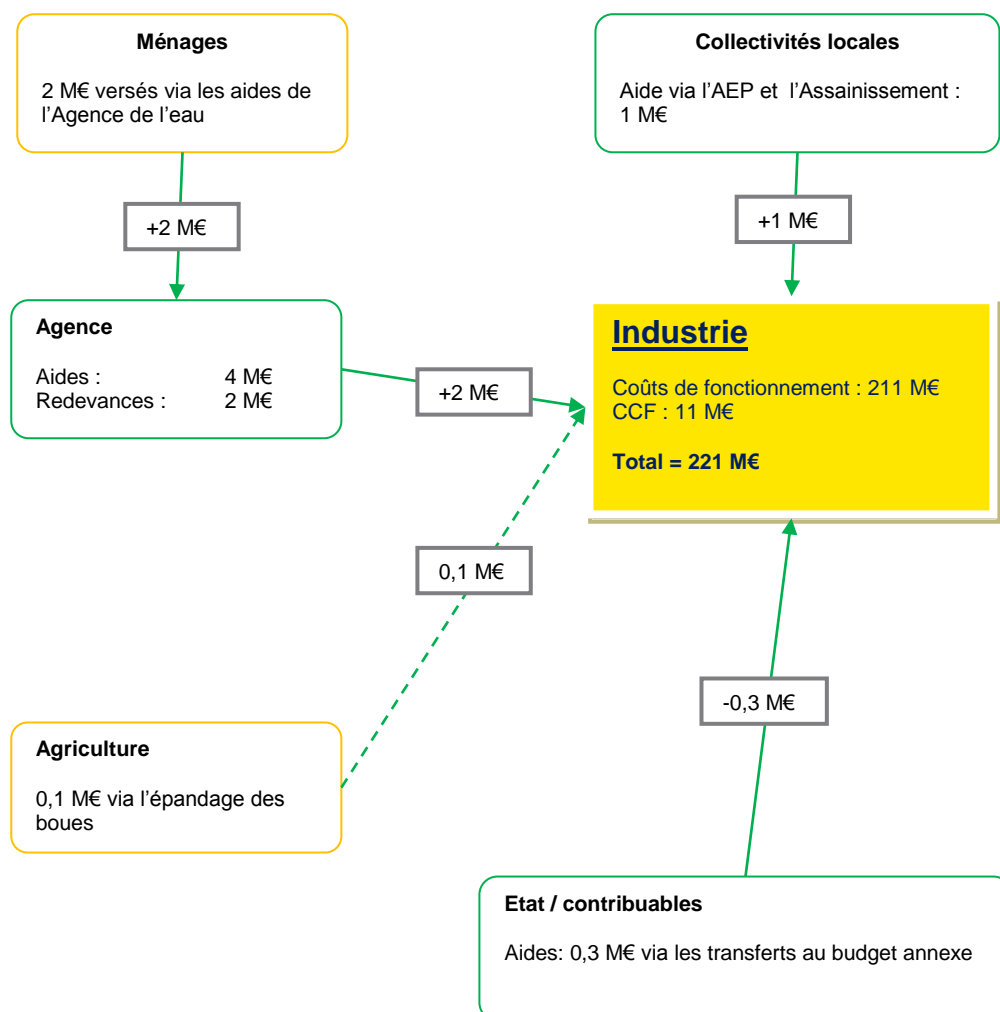 Ménages
2 M€ versés via les aides de
l'Agence de l'eau
Collectivités locales
Aide via l'AEP et l'Assainissement :
1 M€
+2 M€
+1 M€
Agence
Aides : 4 M€
Redevances : 2 M€
+2 M€
Industrie
Coûts de fonctionnement : 211 M€
CCF : 11 M€
Total = 221 M€
0,1 M€
-0,3 M€
Agriculture
0,1 M€ via l'épandage des
boues
Etat / contribuables
Aides: 0,3 M€ via les transferts au budget annexe